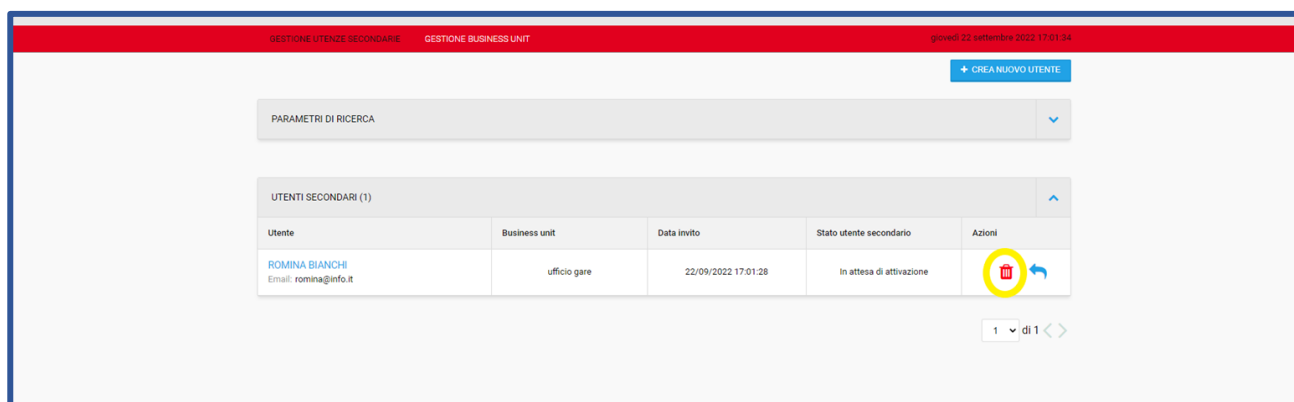 GESTIONE UTENZE SECONDARIE GESTIONE BUSINESS UNIT giovedì 22 settembre 2022 17:01:34
+ CREA NUOVO UTENTE
PARAMETRI DI RICERCA
UTENTI SECONDARI (1)
Utente Business unit Data invito Stato utente secondario Azioni
ROMINA BIANCHI
Email: romina@info.it ufficio gare 22/09/2022 17:01:28 In attesa di attivazione
1 di 1